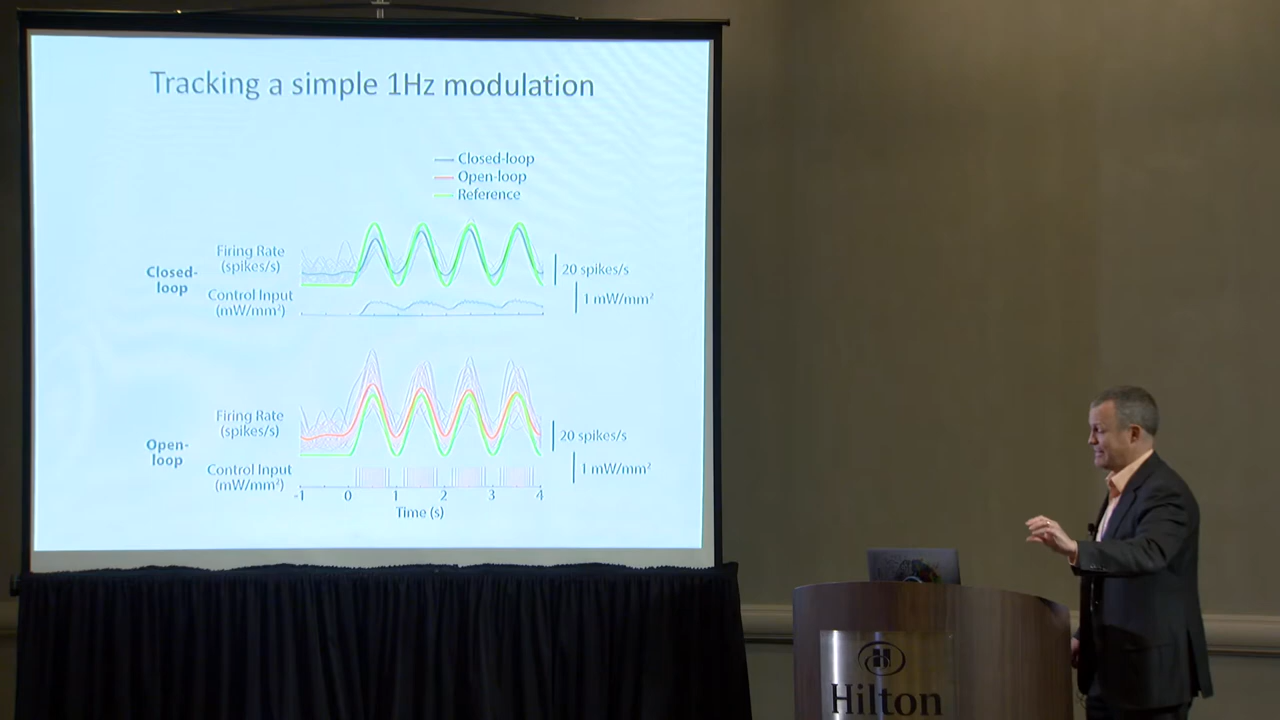 Tracking a simple 1Hz modulation
Closed-loop
Open-loop
Reference
Closed-
loop
Firing Rate
(spikes/s)
20 spikes/s
Control Input
(mW/mm²)
1 mW/mm²
Open-
loop
Firing Rate
(spikes/s)
20 spikes/s
Control Input
(mW/mm²)
1 mW/mm²
-1 0 1 2 3 4
Time (s)
Hilton